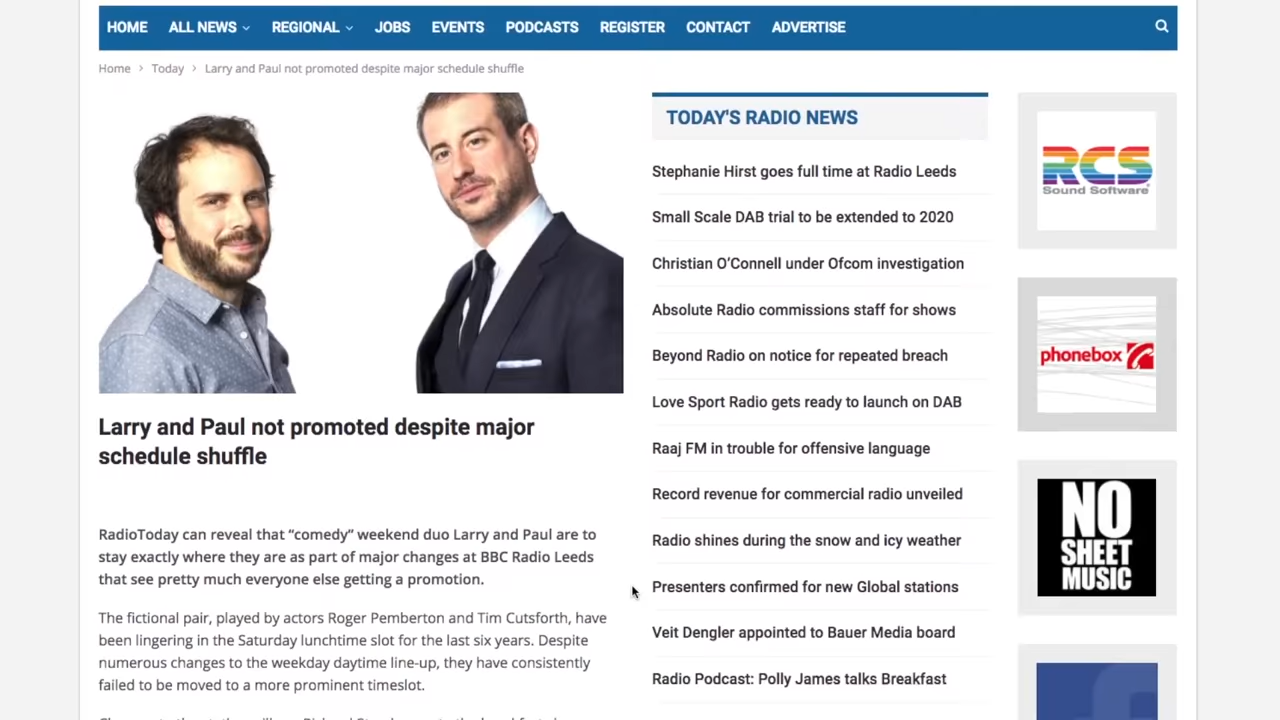 HOME ALL NEWS REGIONAL JOBS EVENTS PODCASTS REGISTER CONTACT ADVERTISE
Home › Today › Larry and Paul not promoted despite major schedule shuffle
Larry and Paul not promoted despite major
schedule shuffle
RadioToday can reveal that “comedy” weekend duo Larry and Paul are to
stay exactly where they are as part of major changes at BBC Radio Leeds
that see pretty much everyone else getting a promotion.
The fictional pair, played by actors Roger Pemberton and Tim Cutsforth, have
been lingering in the Saturday lunchtime slot for the last six years. Despite
numerous changes to the weekday daytime line-up, they have consistently
failed to be moved to a more prominent timeslot.
TODAY'S RADIO NEWS
Stephanie Hirst goes full time at Radio Leeds
Small Scale DAB trial to be extended to 2020
Christian O’Connell under Ofcom investigation
Absolute Radio commissions staff for shows
Beyond Radio on notice for repeated breach
Love Sport Radio gets ready to launch on DAB
Raaj FM in trouble for offensive language
Record revenue for commercial radio unveiled
Radio shines during the snow and icy weather
Presenters confirmed for new Global stations
Veit Dengler appointed to Bauer Media board
Radio Podcast: Polly James talks Breakfast
RCS
Sound Software
phonebox
NO
SHEET
MUSIC